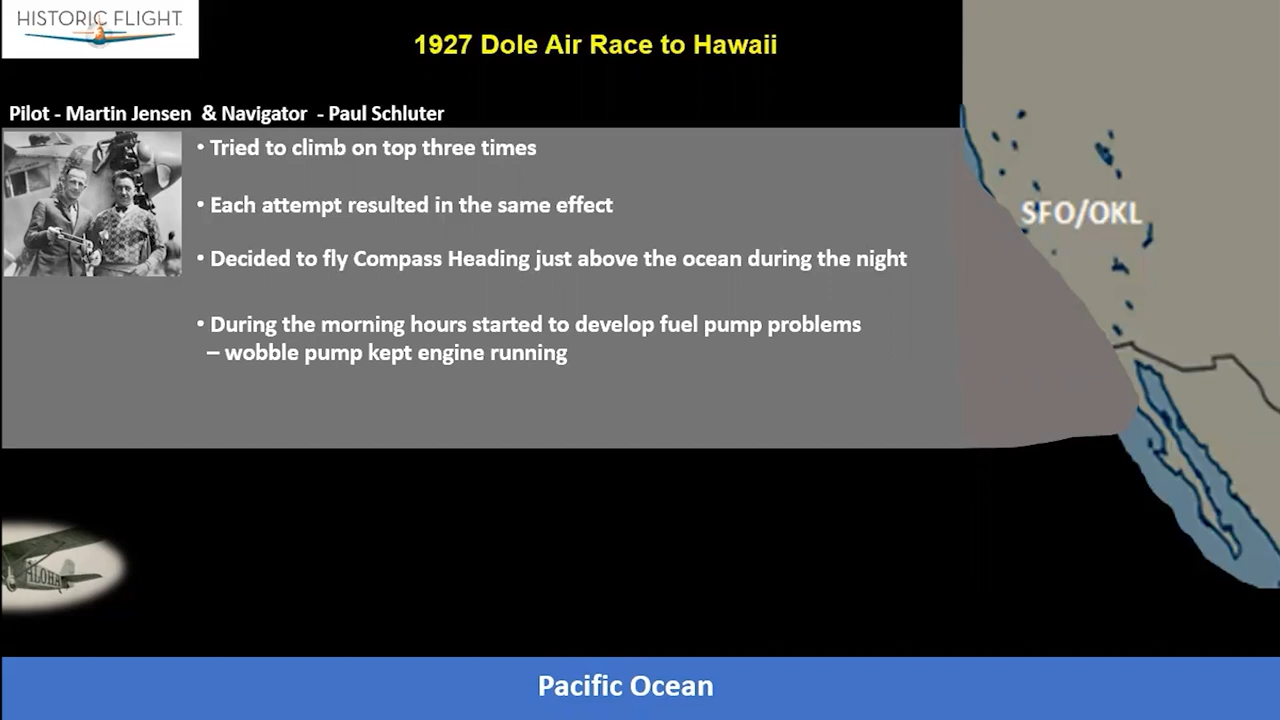 HISTORIC FLIGHT
1927 Dole Air Race to Hawaii
Pilot - Martin Jensen & Navigator - Paul Schluter
• Tried to climb on top three times
• Each attempt resulted in the same effect
• Decided to fly Compass Heading just above the ocean during the night
• During the morning hours started to develop fuel pump problems
– wobble pump kept engine running
SFO/OKL
ALOHA
Pacific Ocean